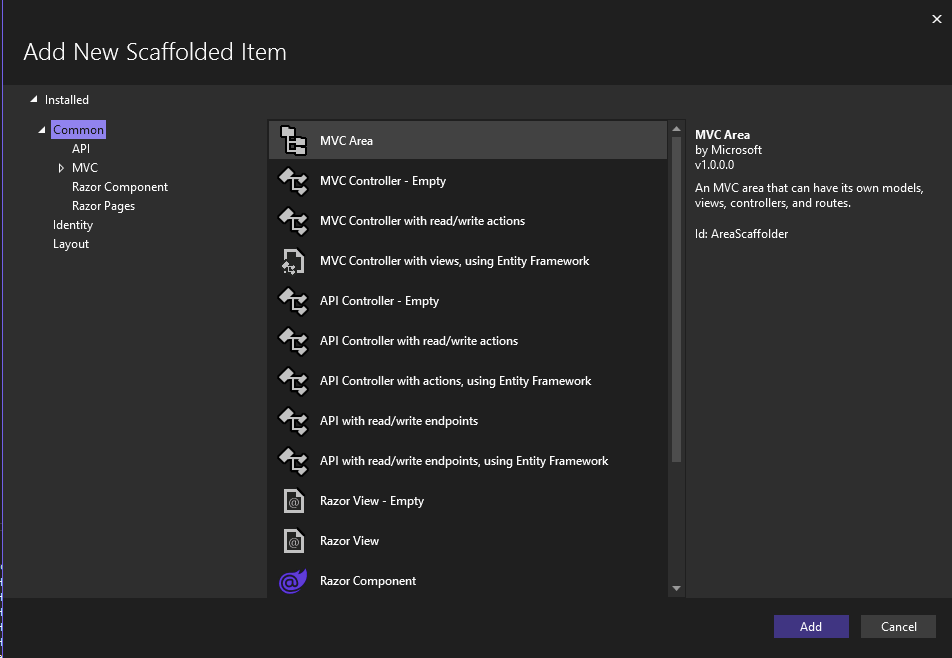 Add New Scaffolded Item
Installed
Common
API
MVC
Razor Component
Razor Pages
Identity
Layout
MVC Area
MVC Controller - Empty
MVC Controller with read/write actions
MVC Controller with views, using Entity Framework
API Controller - Empty
API Controller with read/write actions
API Controller with actions, using Entity Framework
API with read/write endpoints
API with read/write endpoints, using Entity Framework
Razor View - Empty
Razor View
Razor Component
MVC Area
by Microsoft
v1.0.0.0
An MVC area that can have its own models,
views, controllers, and routes.
Id: AreaScaffolder
Add
Cancel